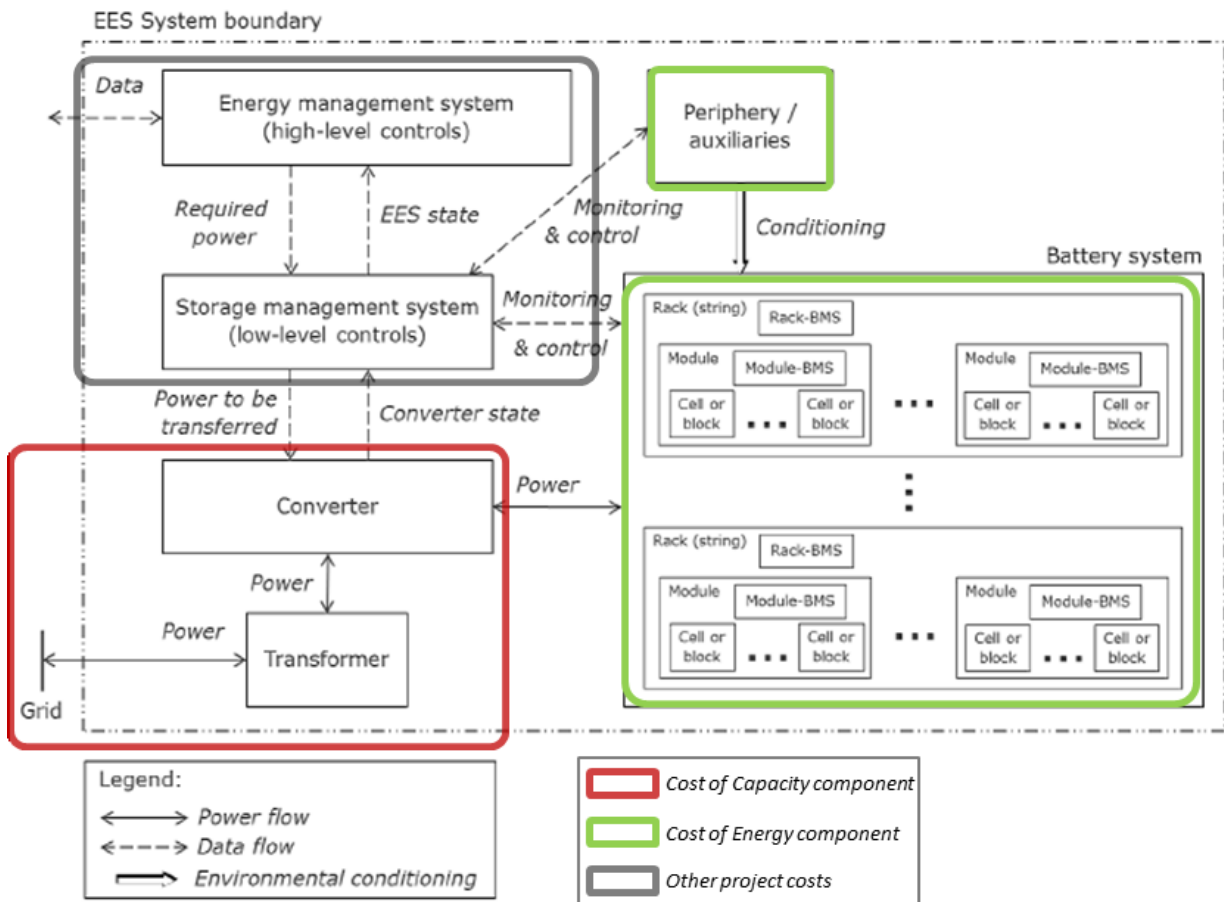 EES System boundary
Data
Energy management system
(high-level controls)
Periphery /
auxiliaries
Required
power
EES state
Monitoring
& control
Conditioning
Battery system
Storage management system
(low-level controls)
Monitoring
& control
Rack (string)
Rack-BMS
Module
Module-BMS
Cell or
block
Cell or
block
Module
Module-BMS
Cell or
block
Cell or
block
Power to be
transferred
Converter state
Converter
Power
Rack (string)
Rack-BMS
Module
Module-BMS
Cell or
block
Cell or
block
Module
Module-BMS
Cell or
block
Cell or
block
Power
Power
Transformer
Grid
Legend:
Power flow
Data flow
Environmental conditioning
Cost of Capacity component
Cost of Energy component
Other project costs